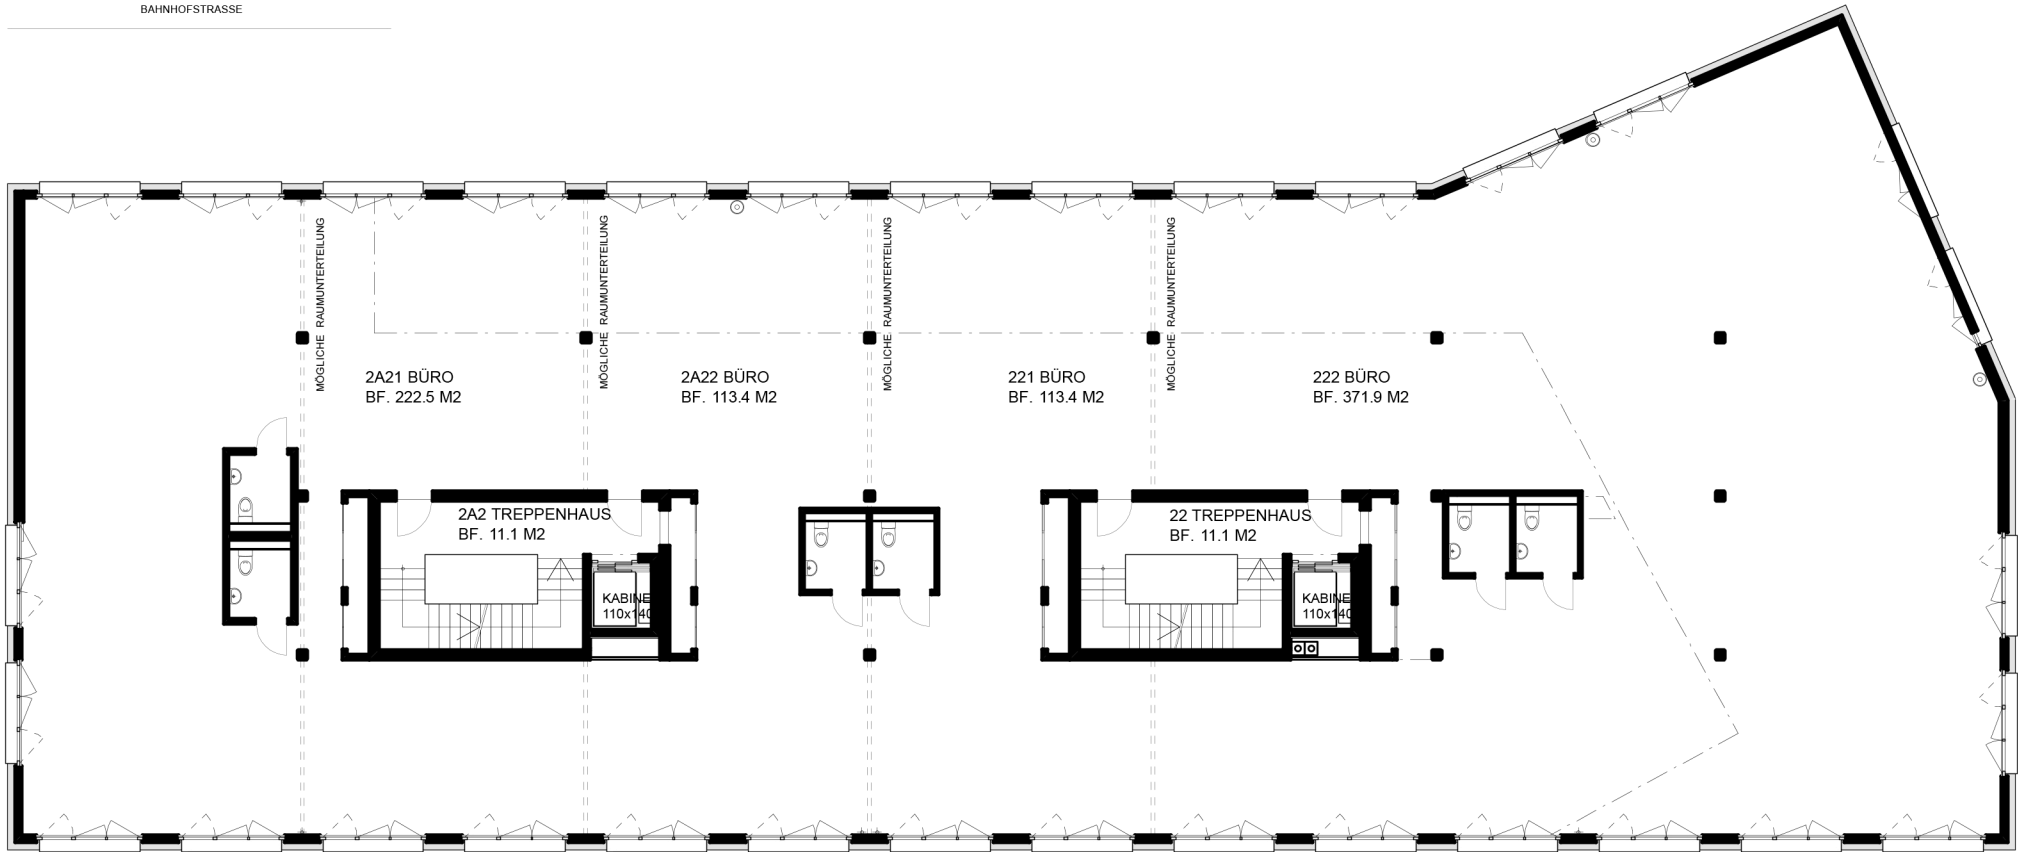 BAHNHOFSTRASSE
MÖGLICHE RAUMUNTERTEILUNG
MÖGLICHE RAUMUNTERTEILUNG
MÖGLICHE RAUMUNTERTEILUNG
MÖGLICHE RAUMUNTERTEILUNG
2A21 BÜRO
BF. 222.5 M2
2A22 BÜRO
BF. 113.4 M2
221 BÜRO
BF. 113.4 M2
222 BÜRO
BF. 371.9 M2
2A2 TREPPENHAUS
BF. 11.1 M2
22 TREPPENHAUS
BF. 11.1 M2
KABINE
110x140
KABINE
110x140